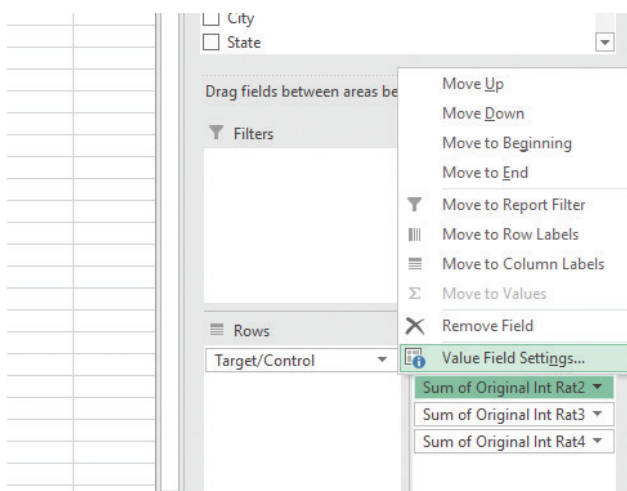 City
State
Drag fields between areas be
Filters
Move Up
Move Down
Move to Beginning
Move to End
Move to Report Filter
Move to Row Labels
Move to Column Labels
Σ Move to Values
Remove Field
Value Field Settings...
Rows
Target/Control
Sum of Original Int Rat2
Sum of Original Int Rat3
Sum of Original Int Rat4